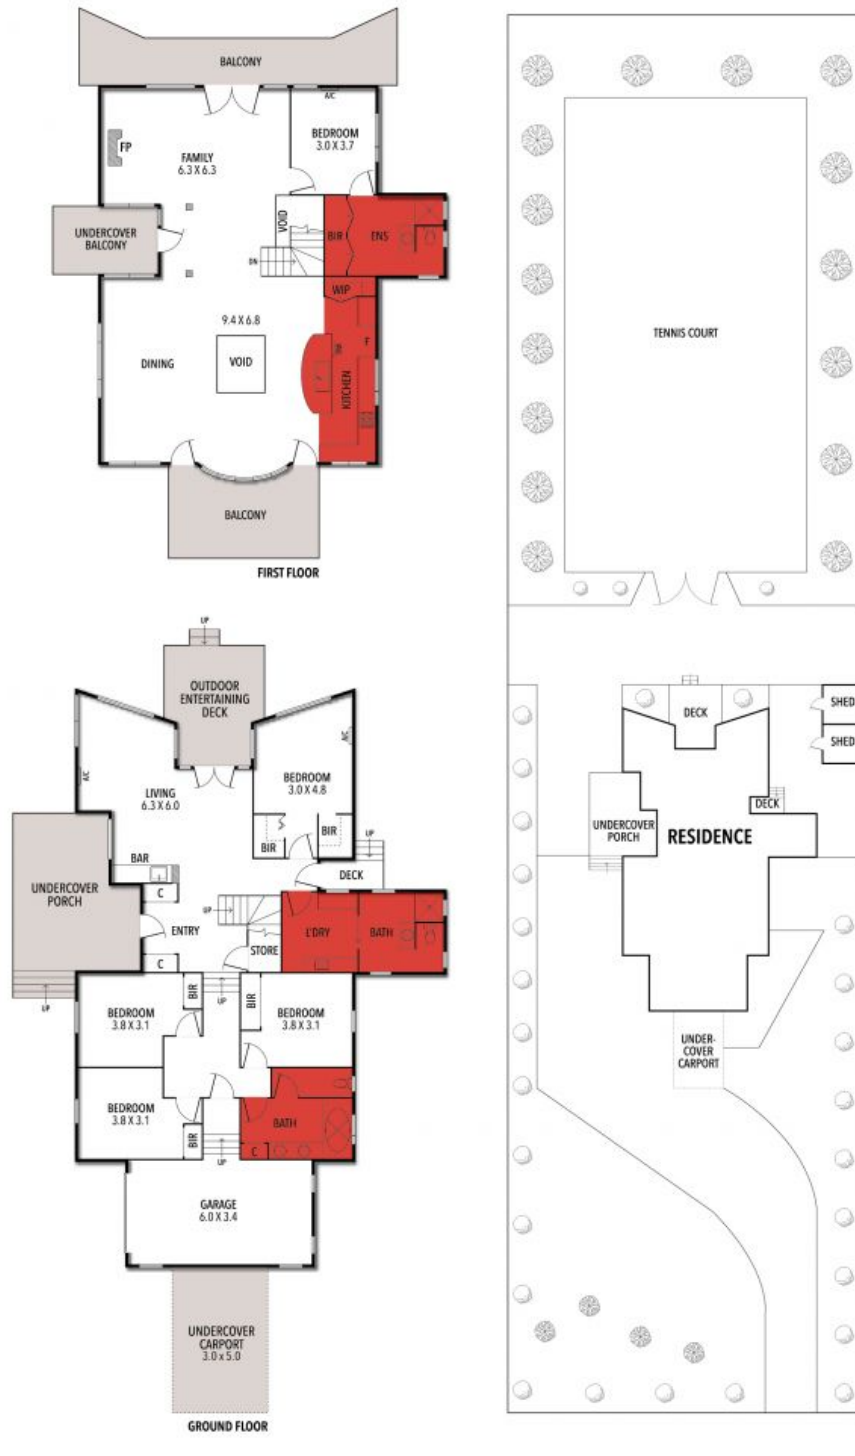 BALCONY
A/C
BEDROOM
3.0 X 3.7
FP
FAMILY
6.3 X 6.3
UNDERCOVER
BALCONY
VOID
BIR
ENS
DN
WIP
9.4 X 6.8
DINING
VOID
F
KITCHEN
BALCONY
FIRST FLOOR
UP
OUTDOOR
ENTERTAINING
DECK
A/C
A/C
LIVING
6.3 X 6.0
BEDROOM
3.0 X 4.8
BIR
BIR
UP
BAR
DECK
UNDERCOVER
PORCH
C
UP
ENTRY
L'DRY
BATH
STORE
C
UP
UP
BIR
BIR
BEDROOM
3.8 X 3.1
BEDROOM
3.8 X 3.1
BEDROOM
3.8 X 3.1
BATH
BIR
C
UP
GARAGE
6.0 X 3.4
UNDERCOVER
CARPORT
3.0 x 5.0
GROUND FLOOR
TENNIS COURT
DECK
SHED
SHED
DECK
UNDERCOVER
PORCH
RESIDENCE
UNDER-
COVER
CARPORT